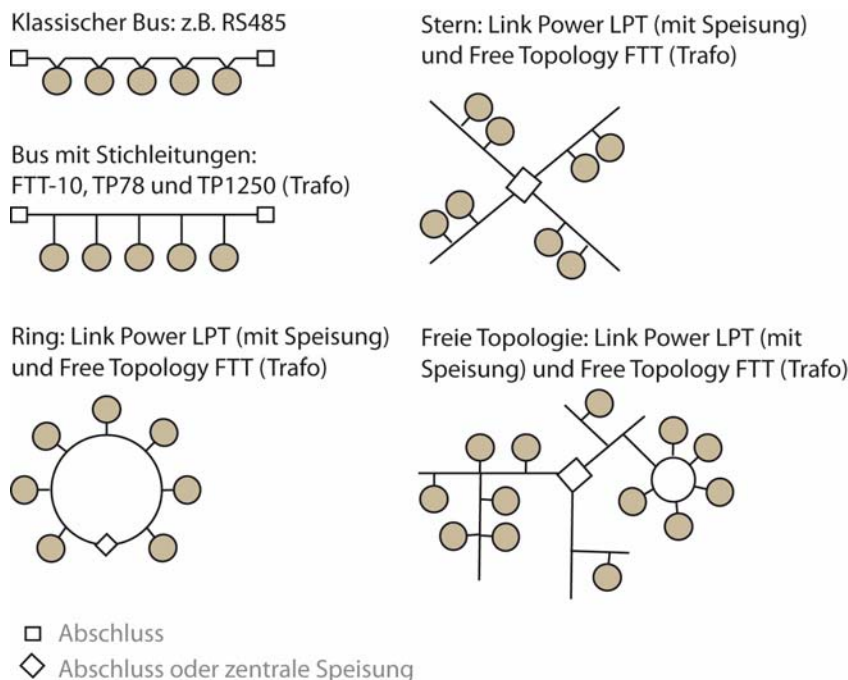 Klassischer Bus: z.B. RS485
Bus mit Stichleitungen:
FTT-10, TP78 und TP1250 (Trafo)
Stern: Link Power LPT (mit Speisung)
und Free Topology FTT (Trafo)
Ring: Link Power LPT (mit Speisung)
und Free Topology FTT (Trafo)
Freie Topologie: Link Power LPT (mit
Speisung) und Free Topology FTT (Trafo)
Abschluss
Abschluss oder zentrale Speisung